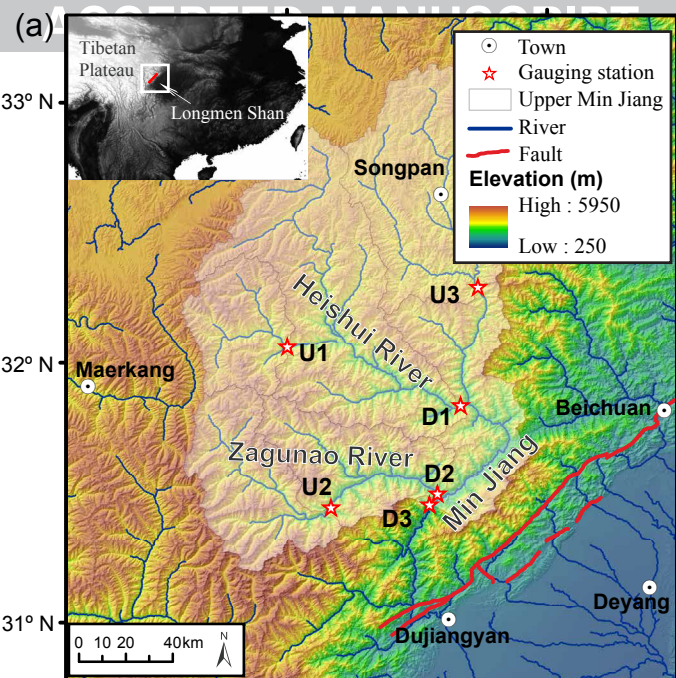 ACCEPTED MANUSCRIPT
(a)
Tibetan
Plateau
Longmen Shan
Town
Gauging station
Upper Min Jiang
River
Fault
Elevation (m)
High : 5950
Low : 250
33° N
32° N
31° N
Songpan
U3
Heishui River
U1
Maerkang
D1
Beichuan
Zagunao River
D2
U2
D3
Min Jiang
Deyang
Dujiangyan
0 10 20 40km
N